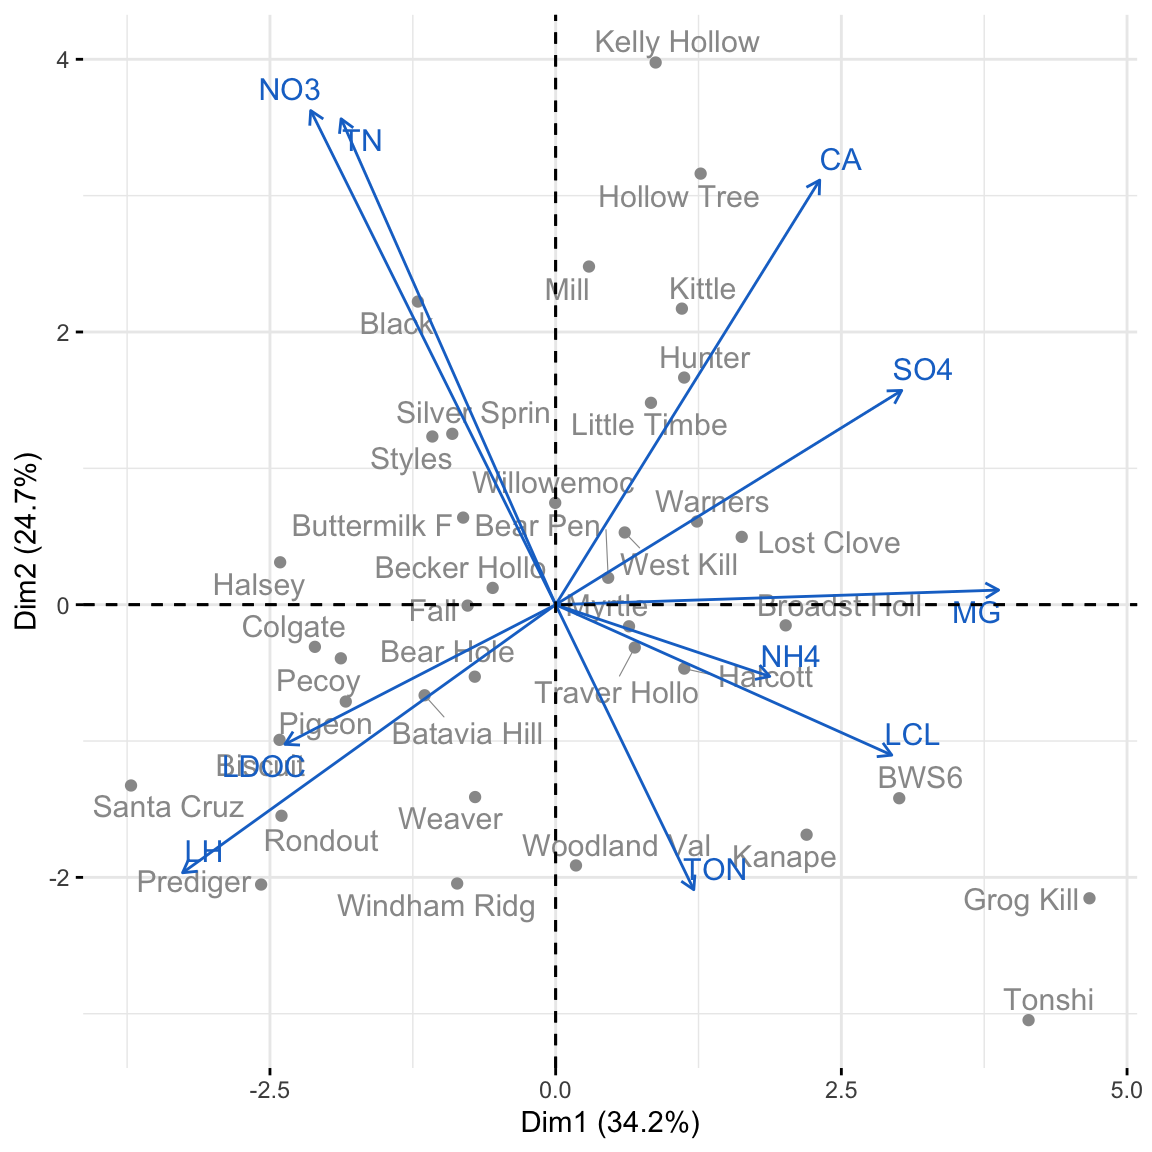 Kelly Hollow
4
NO3
TN
CA
Hollow Tree
Mill
Kittle
Black
2
Hunter
SO4
Silver Sprin
Little Timbe
Styles
Willowemoc
Warners
Buttermilk F
Bear Pen
Lost Clove
West Kill
Becker Hollo
Halsey
Fall
Myrtle
Broadst Holl
MG
0
Colgate
Bear Hole
NH4
Halcott
Pecoy
Traver Hollo
Pigeon
Batavia Hill
LCL
Biscuit
LDOC
BWS6
Santa Cruz
Weaver
Rondout
LH
Woodland Val
Kanape
TON
-2
Prediger
Windham Ridg
Grog Kill
Tonshi
-2.5
0.0
2.5
5.0
Dim1 (34.2%)
Dim2 (24.7%)